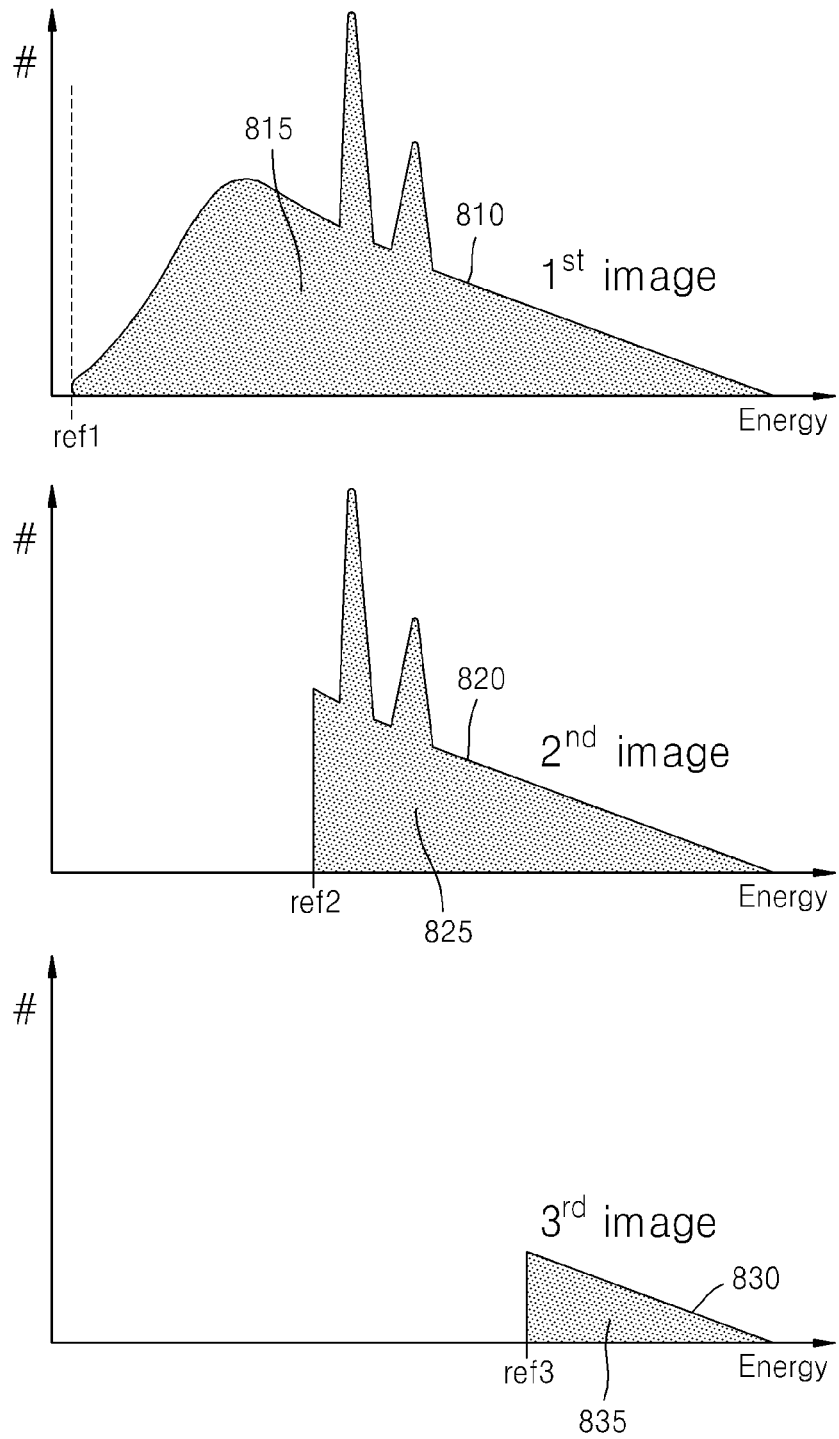 #
815
810
1st image
Energy
ref1
#
820
2nd image
Energy
ref2
825
#
3rd image
830
Energy
ref3
835